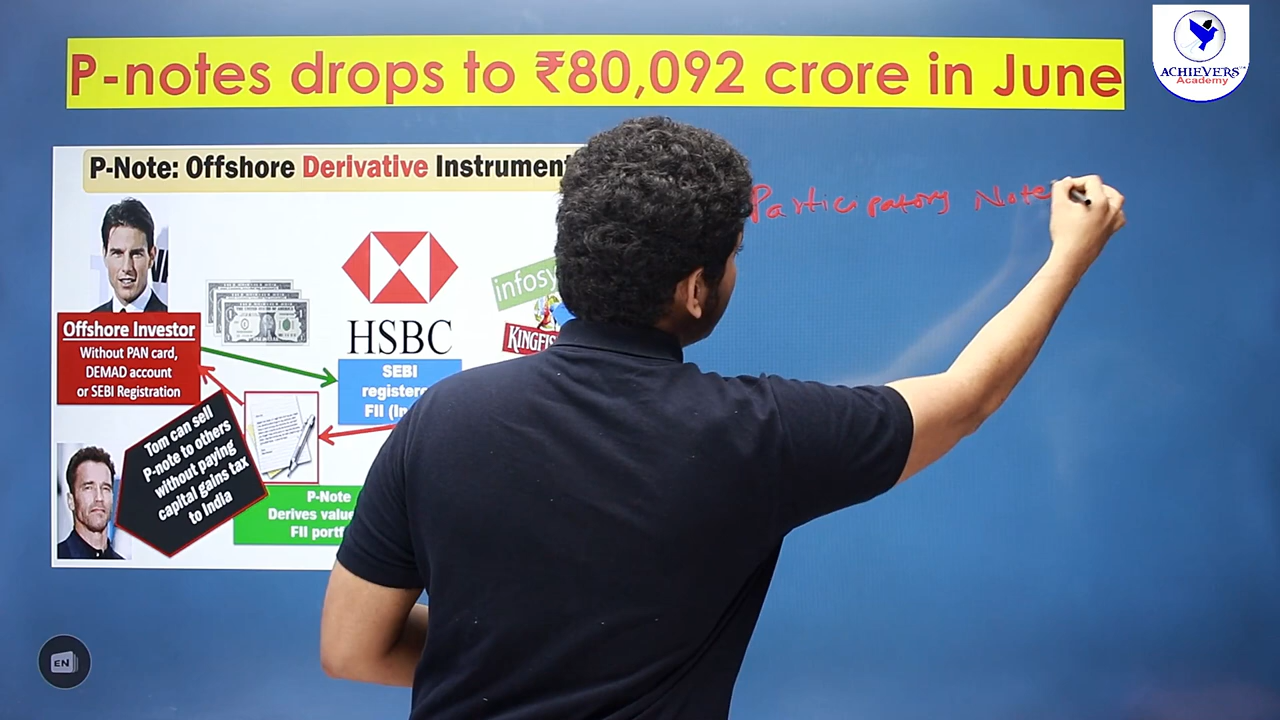 P-notes drops to ₹80,092 crore in June
ACHIEVERS
Academy
P-Note: Offshore Derivative Instrument
Participatory Note
Offshore Investor
Without PAN card,
DEMAD account
or SEBI Registration
HSBC
infosy
KINGFIS
SEBI
registere
FII (In
Tom can sell
P-note to others
without paying
capital gains tax
to India
P-Note
Derives value
FII portf
EN